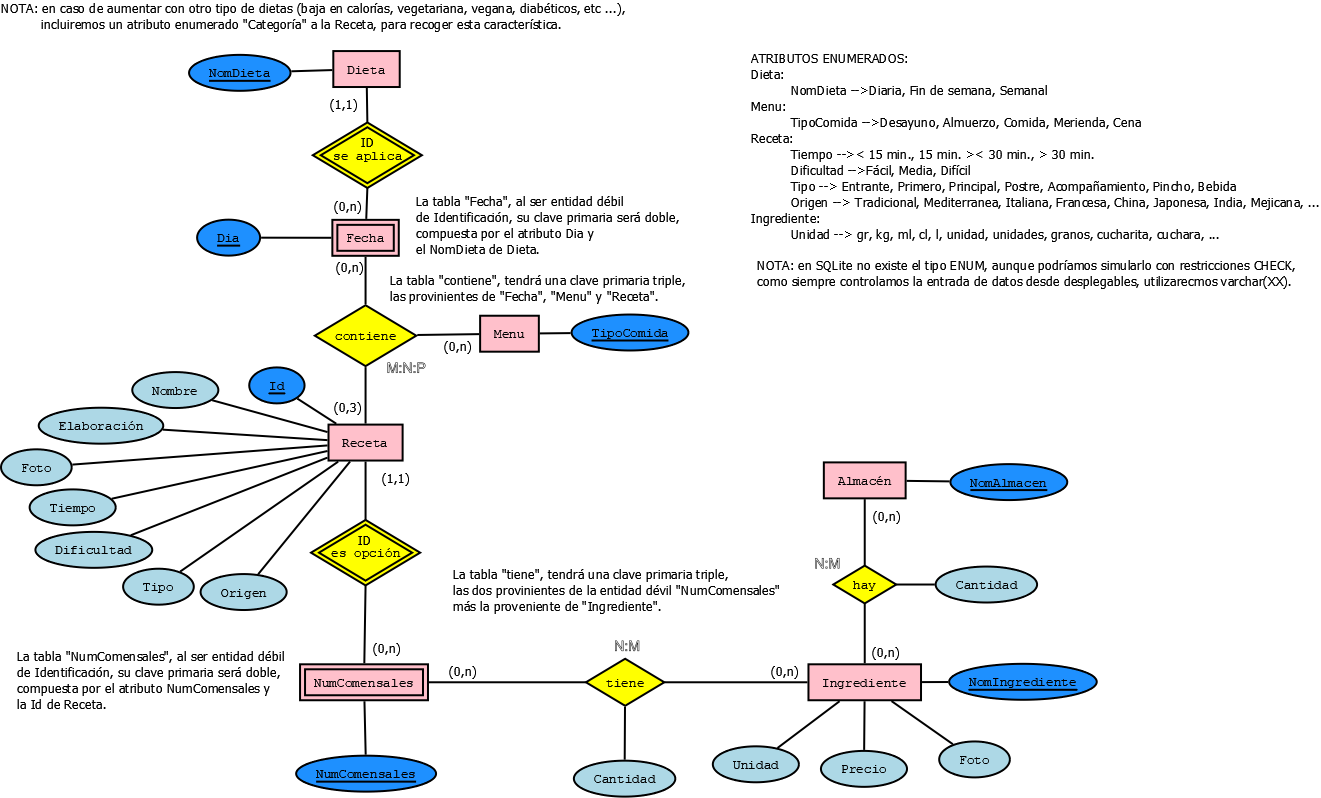 NOTA: en caso de aumentar con otro tipo de dietas (baja en calorías, vegetariana, vegana, diabéticos, etc ...),
incluiremos un atributo enumerado "Categoría" a la Receta, para recoger esta característica.
NomDieta
Dieta
(1,1)
ID
se aplica
(0,n)
Dia
Fecha
(0,n)
La tabla "Fecha", al ser entidad débil
de Identificación, su clave primaria será doble,
compuesta por el atributo Dia y
el NomDieta de Dieta.
La tabla "contiene", tendrá una clave primaria triple,
las provinientes de "Fecha", "Menu" y "Receta".
contiene
(0,n)
Menu
TipoComida
M:N:P
(0,3)
ATRIBUTOS ENUMERADOS:
Dieta:
NomDieta -->Diaria, Fin de semana, Semanal
Menu:
TipoComida -->Desayuno, Almuerzo, Comida, Merienda, Cena
Receta:
Tiempo --> < 15 min., 15 min. >< 30 min., > 30 min.
Dificultad -->Fácil, Media, Difícil
Tipo --> Entrante, Primero, Principal, Postre, Acompañamiento, Pincho, Bebida
Origen --> Tradicional, Mediterranea, Italiana, Francesa, China, Japonesa, India, Mejicana, ...
Ingrediente:
Unidad --> gr, kg, ml, cl, l, unidad, unidades, granos, cucharita, cuchara, ...
NOTA: en SQLite no existe el tipo ENUM, aunque podríamos simularlo con restricciones CHECK,
como siempre controlamos la entrada de datos desde desplegables, utilizarecmos varchar(XX).
Id
Nombre
Elaboración
Foto
Tiempo
Dificultad
Tipo
Origen
Receta
(1,1)
ID
es opción
(0,n)
La tabla "NumComensales", al ser entidad débil
de Identificación, su clave primaria será doble,
compuesta por el atributo NumComensales y
la Id de Receta.
NumComensales
NumComensales
(0,n)
La tabla "tiene", tendrá una clave primaria triple,
las dos provinientes de la entidad dévil "NumComensales"
más la proveniente de "Ingrediente".
N:M
tiene
Cantidad
(0,n)
Almacén
NomAlmacen
(0,n)
N:M
hay
Cantidad
(0,n)
Ingrediente
NomIngrediente
Unidad
Precio
Foto